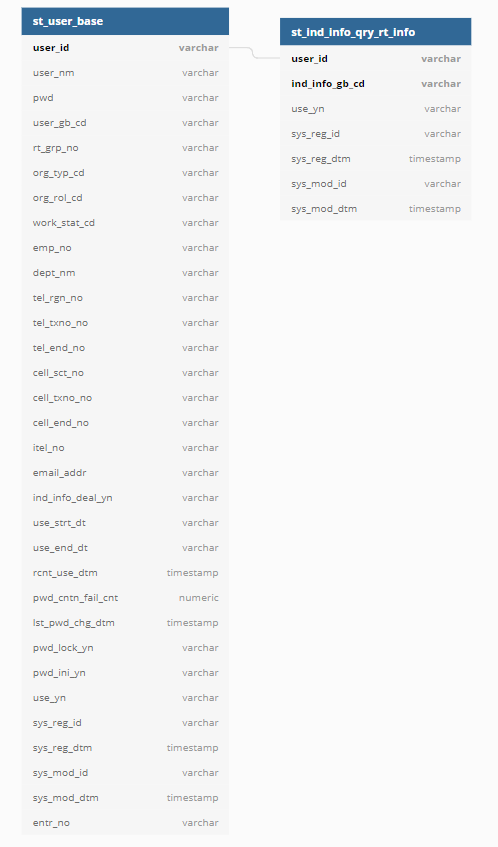 st_user_base
user_id varchar
user_nm varchar
pwd varchar
user_gb_cd varchar
rt_grp_no varchar
org_typ_cd varchar
org_rol_cd varchar
work_stat_cd varchar
emp_no varchar
dept_nm varchar
tel_rgn_no varchar
tel_txno_no varchar
tel_end_no varchar
cell_sct_no varchar
cell_txno_no varchar
cell_end_no varchar
itel_no varchar
email_addr varchar
ind_info_deal_yn varchar
use_strt_dt varchar
use_end_dt varchar
rcnt_use_dtm timestamp
pwd_cntn_fail_cnt numeric
lst_pwd_chg_dtm timestamp
pwd_lock_yn varchar
pwd_ini_yn varchar
use_yn varchar
sys_reg_id varchar
sys_reg_dtm timestamp
sys_mod_id varchar
sys_mod_dtm timestamp
entr_no varchar
st_ind_info_qry_rt_info
user_id varchar
ind_info_gb_cd varchar
use_yn varchar
sys_reg_id varchar
sys_reg_dtm timestamp
sys_mod_id varchar
sys_mod_dtm timestamp